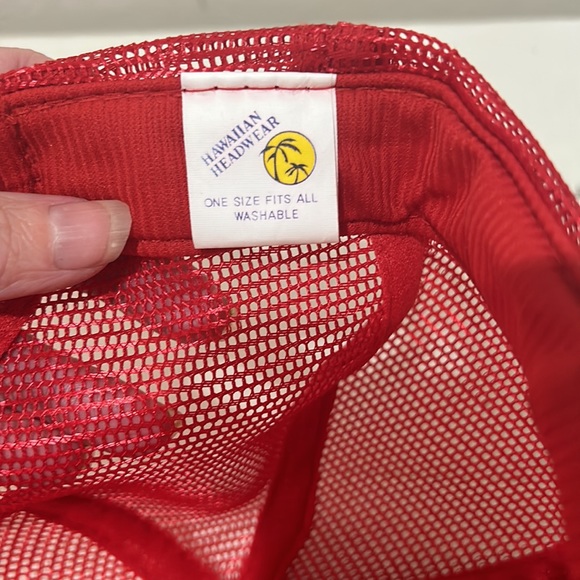 HAWAIIAN
HEADWEAR
ONE SIZE FITS ALL
WASHABLE